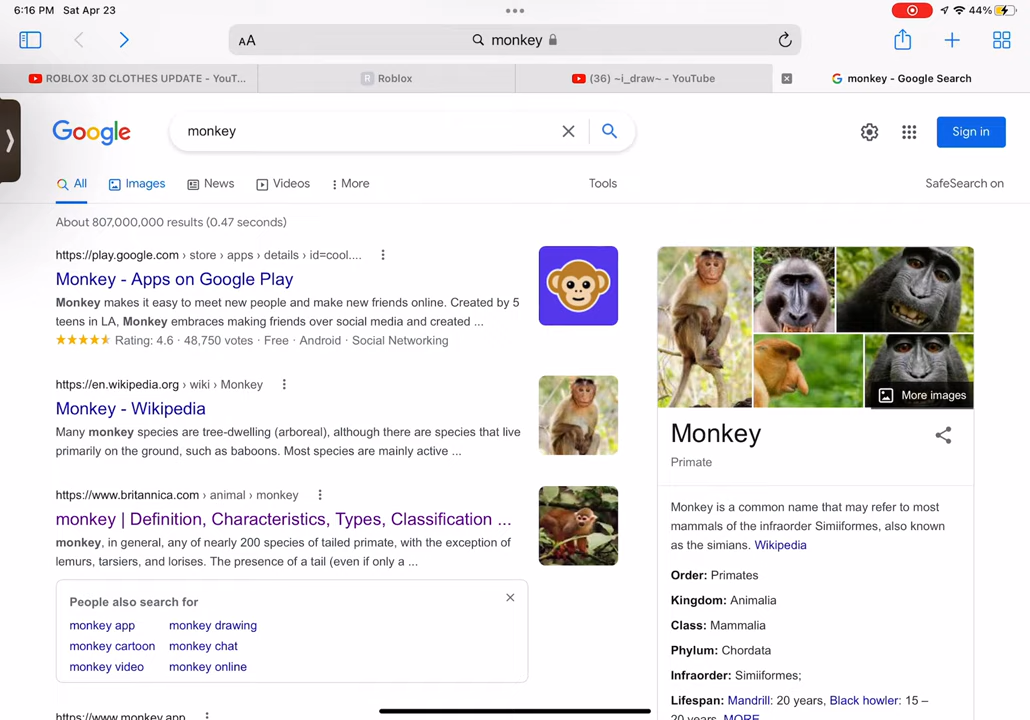 6:16 PM Sat Apr 23
44%
AA
monkey
ROBLOX 3D CLOTHES UPDATE - YouT...
Roblox
(36) ~i_draw~ - YouTube
monkey - Google Search
Google
monkey
Sign in
All
Images
News
Videos
More
Tools
SafeSearch on
About 807,000,000 results (0.47 seconds)
https://play.google.com › store › apps › details › id=cool....
Monkey - Apps on Google Play
Monkey makes it easy to meet new people and make new friends online. Created by 5
teens in LA, Monkey embraces making friends over social media and created ...
Rating: 4.6 · 48,750 votes · Free · Android · Social Networking
https://en.wikipedia.org › wiki › Monkey
Monkey - Wikipedia
Many monkey species are tree-dwelling (arboreal), although there are species that live
primarily on the ground, such as baboons. Most species are mainly active ...
https://www.britannica.com › animal › monkey
monkey | Definition, Characteristics, Types, Classification ...
monkey, in general, any of nearly 200 species of tailed primate, with the exception of
lemurs, tarsiers, and lorises. The presence of a tail (even if only a ...
People also search for
monkey app
monkey drawing
monkey cartoon
monkey chat
monkey video
monkey online
https://www.monkey.app
More images
Monkey
Primate
Monkey is a common name that may refer to most
mammals of the infraorder Simiiformes, also known
as the simians. Wikipedia
Order: Primates
Kingdom: Animalia
Class: Mammalia
Phylum: Chordata
Infraorder: Simiiformes;
Lifespan: Mandrill: 20 years, Black howler: 15 –
20 years, MORE